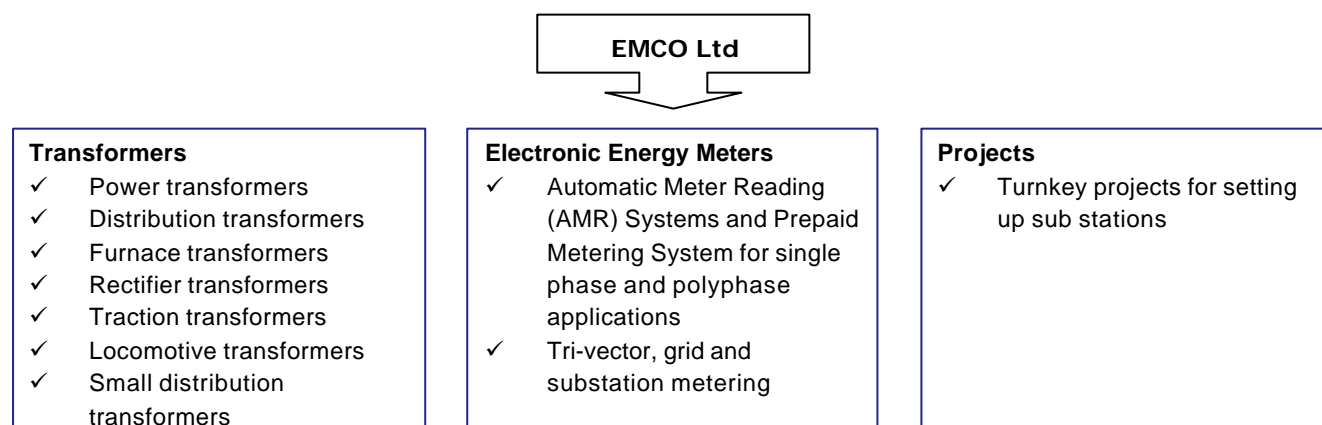 EMCO Ltd
Transformers
✓ Power transformers
✓ Distribution transformers
✓ Furnace transformers
✓ Rectifier transformers
✓ Traction transformers
✓ Locomotive transformers
✓ Small distribution
transformers
Electronic Energy Meters
✓ Automatic Meter Reading
(AMR) Systems and Prepaid
Metering System for single
phase and polyphase
applications
✓ Tri-vector, grid and
substation metering
Projects
✓ Turnkey projects for setting
up sub stations